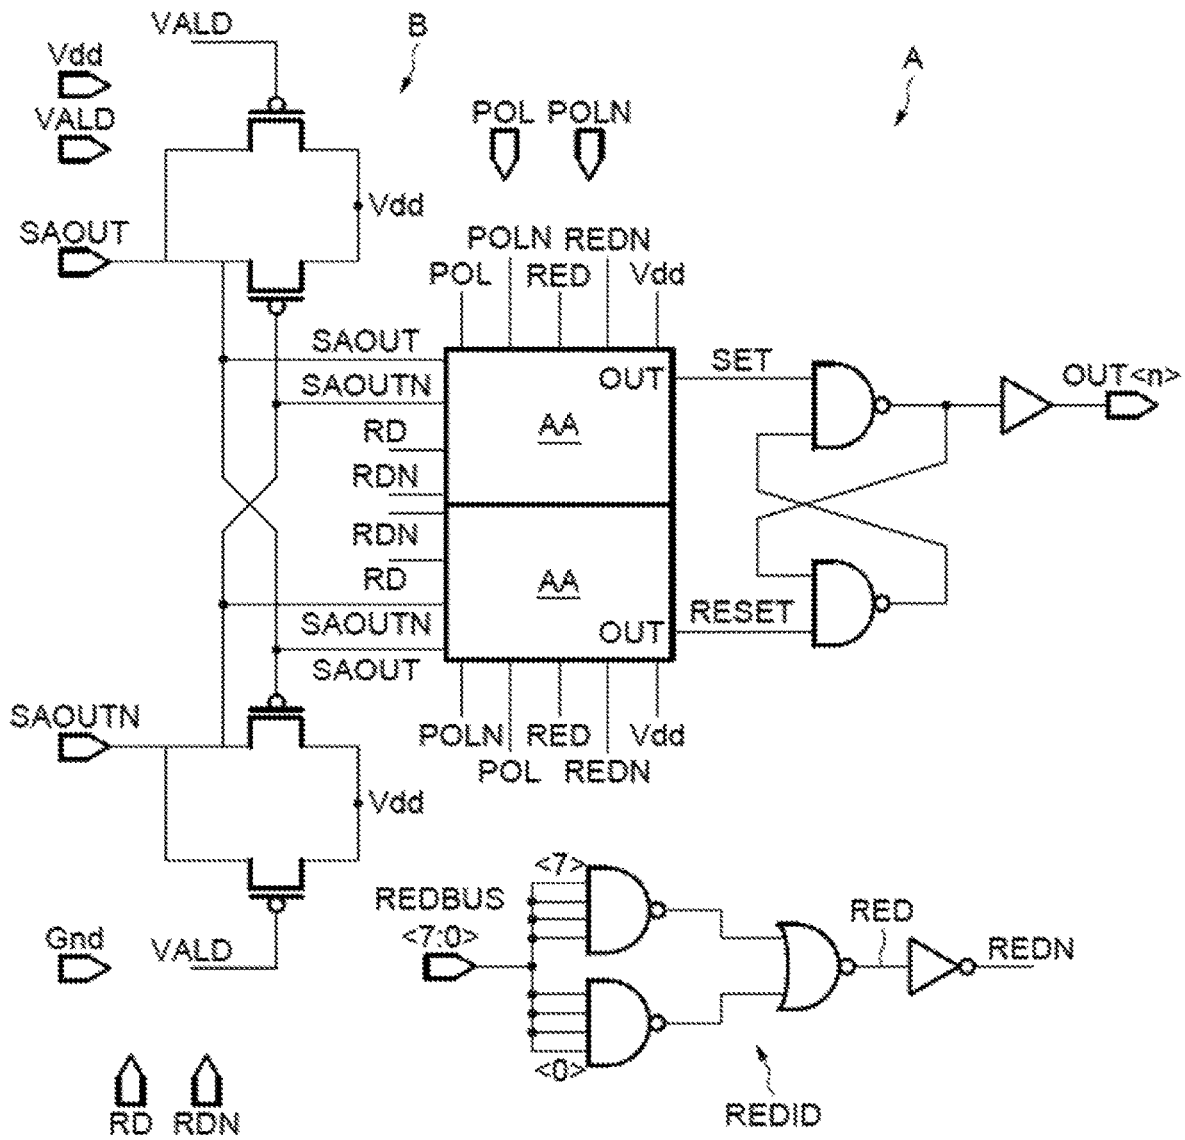 VALD
B
Vdd
A
VALD
POL POLN
Vdd
SAOUT
POLN REDN
POL RED Vdd
SAOUT
SET
OUT
OUT<n>
SAOUTN
RD
AA
RDN
RDN
AA
RD
RESET
SAOUTN
OUT
SAOUT
SAOUTN
POLN RED Vdd
POL REDN
Vdd
<7>
REDBUS
RED
<7:0>
Gnd
VALD
REDN
<0>
RD RDN
REDID